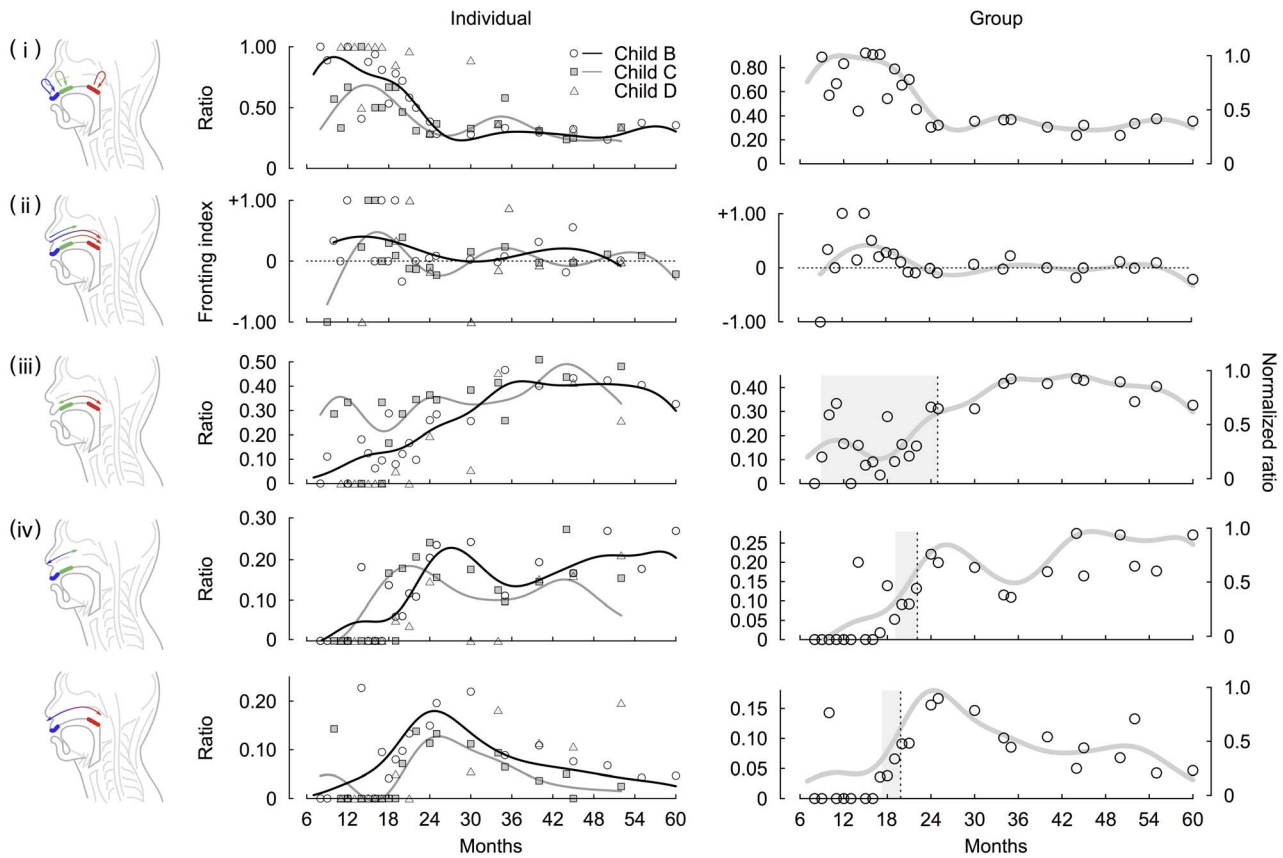 Individual
Group
(i)
Ratio
1.00
0.50
0
Child B
Child C
Child D
0.80
0.60
0.40
0.20
0
1.0
0.5
0
(ii)
Fronting index
+1.00
0
-1.00
+1.00
0
-1.00
(iii)
Ratio
0.50
0.40
0.30
0.20
0.10
0
0.40
0.30
0.20
0.10
0
1.0
0.5
0
Normalized ratio
(iv)
Ratio
0.30
0.20
0.10
0
0.25
0.20
0.15
0.10
0.05
0
1.0
0.5
0
Ratio
0.20
0.10
0
0.15
0.10
0.05
0
1.0
0.5
0
6 12 18 24 30 36 42 48 54 60
6 12 18 24 30 36 42 48 54 60
Months
Months